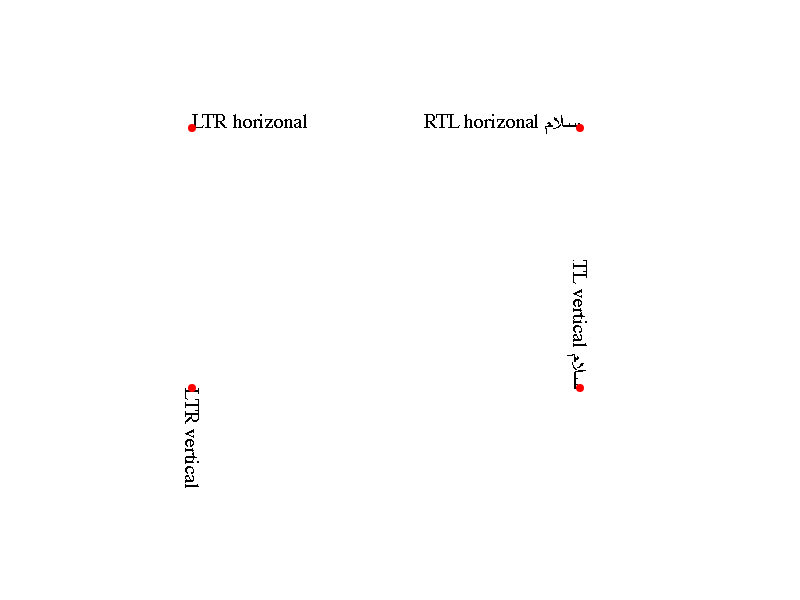 LTR horizonal
RTL horizonal سلام
TL vertical سلام
LTR vertical